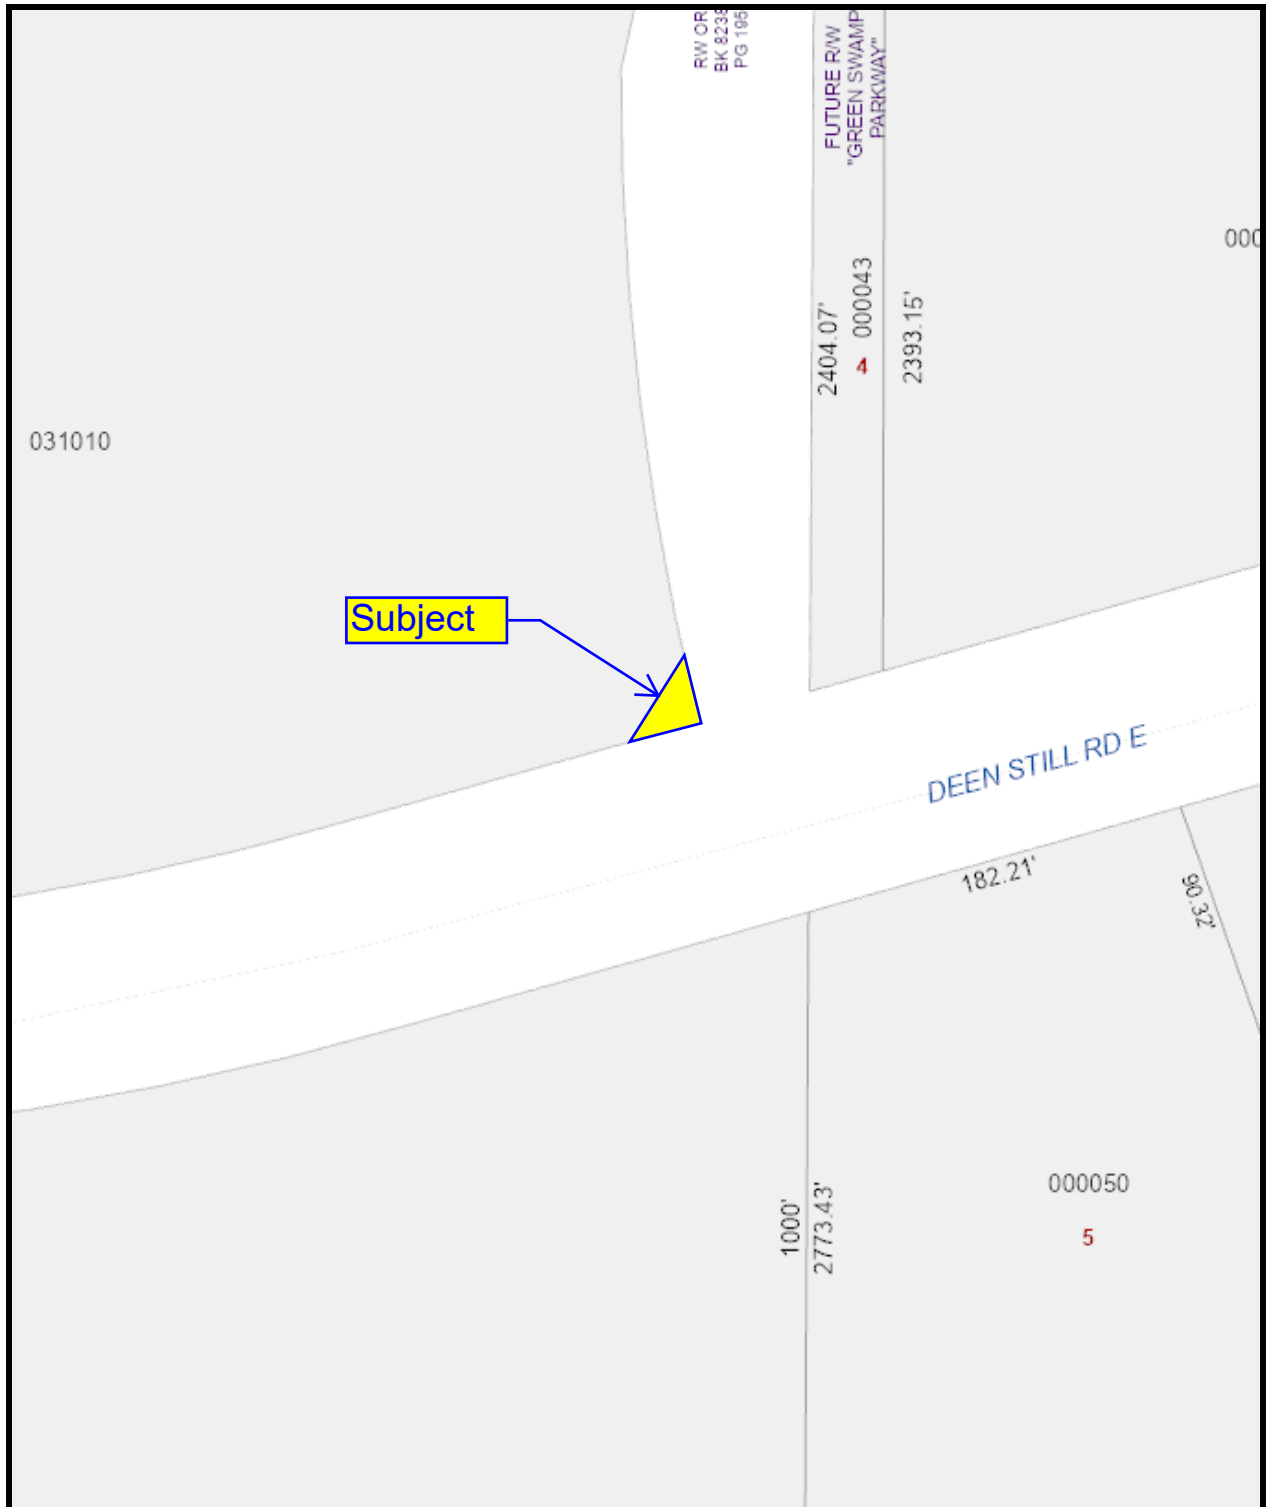 RW OR
BK 8238
PG 195
FUTURE R/W
"GREEN SWAMP
PARKWAY"
000
2404.07'
4 000043
2393.15'
031010
Subject
DEEN STILL RD E
182.21'
90.32'
1000'
2773.43'
000050
5